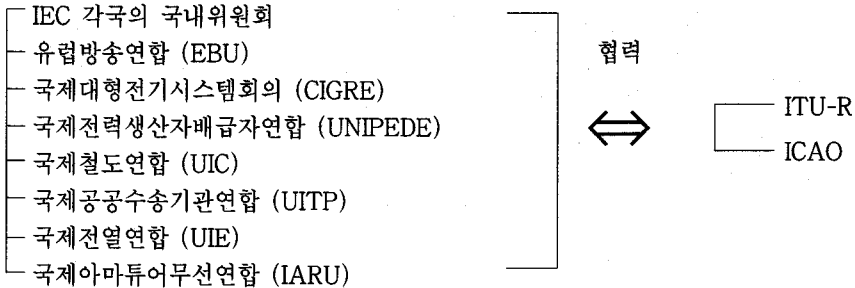 IEC 각국의 국내위원회
유럽방송연합 (EBU)
국제대형전기시스템회의 (CIGRE)
국제전력생산자배급자연합 (UNIPEDE)
국제철도연합 (UIC)
국제공공수송기관연합 (UITP)
국제전열연합 (UIE)
국제아마튜어무선연합 (IARU)
협력
ITU-R
ICAO